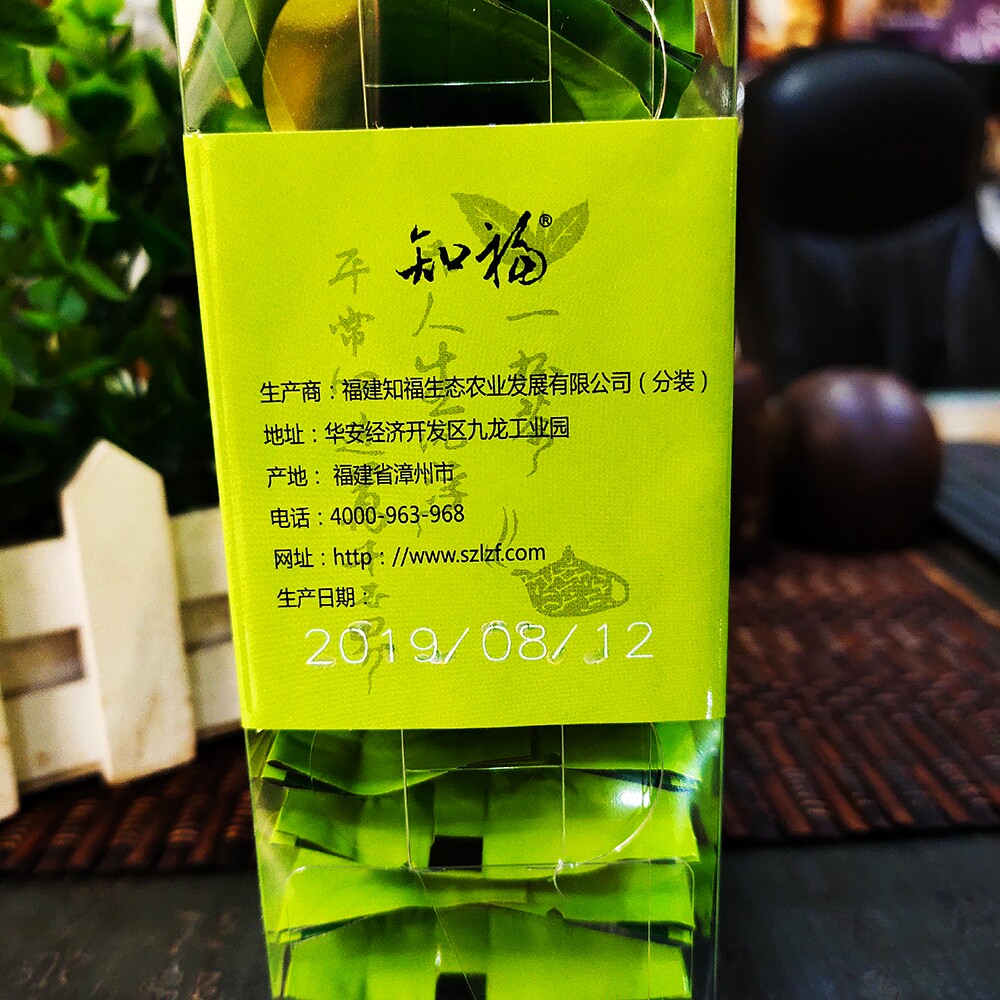 知福®
生产商：福建知福生态农业发展有限公司（分装）
地址：华安经济开发区九龙工业园
产地： 福建省漳州市
电话：4000-963-968
网址：http：//www.szlzf.com
生产日期：
2019/08/12